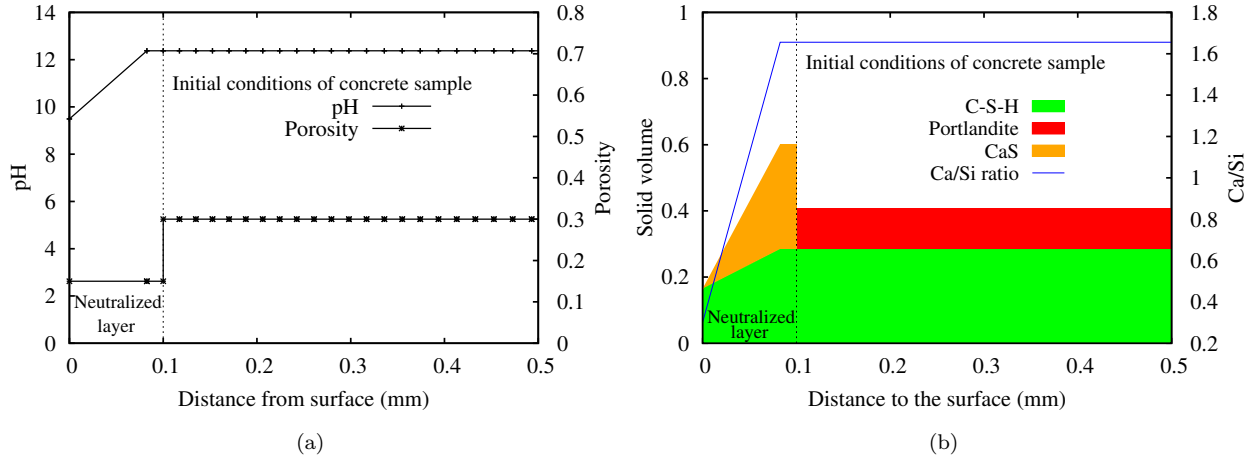 14
12
10
8
6
4
2
0
pH
0
0.1
0.2
0.3
0.4
0.5
Distance from surface (mm)
0.8
0.7
0.6
0.5
0.4
0.3
0.2
0.1
0
Porosity
Initial conditions of concrete sample
pH
Porosity
Neutralized
layer
(a)
1
0.8
0.6
0.4
0.2
0
Solid volume
0
0.1
0.2
0.3
0.4
0.5
Distance to the surface (mm)
1.8
1.6
1.4
1.2
1
0.8
0.6
0.4
0.2
Ca/Si
Initial conditions of concrete sample
C-S-H
Portlandite
CaS
Ca/Si ratio
Neutralized
layer
(b)